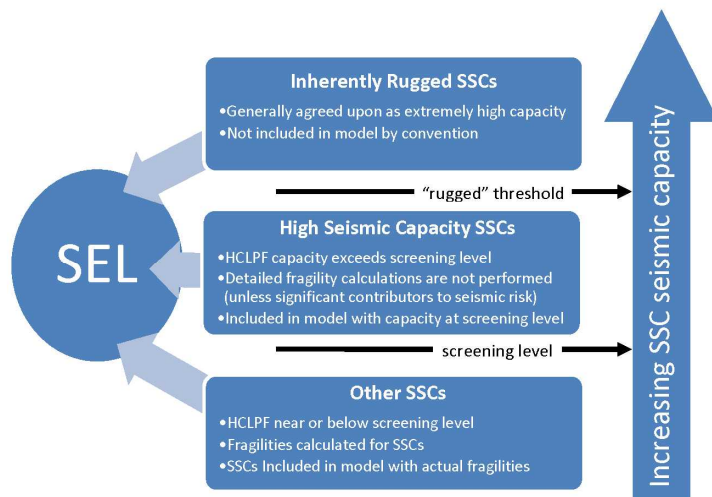 Inherently Rugged SSCs
•Generally agreed upon as extremely high capacity
•Not included in model by convention
"rugged" threshold
SEL
High Seismic Capacity SSCs
•HCLPF capacity exceeds screening level
•Detailed fragility calculations are not performed
(unless significant contributors to seismic risk)
•Included in model with capacity at screening level
screening level
Other SSCs
•HCLPF near or below screening level
•Fragilities calculated for SSCs
•SSCs Included in model with actual fragilities
Increasing SSC seismic capacity